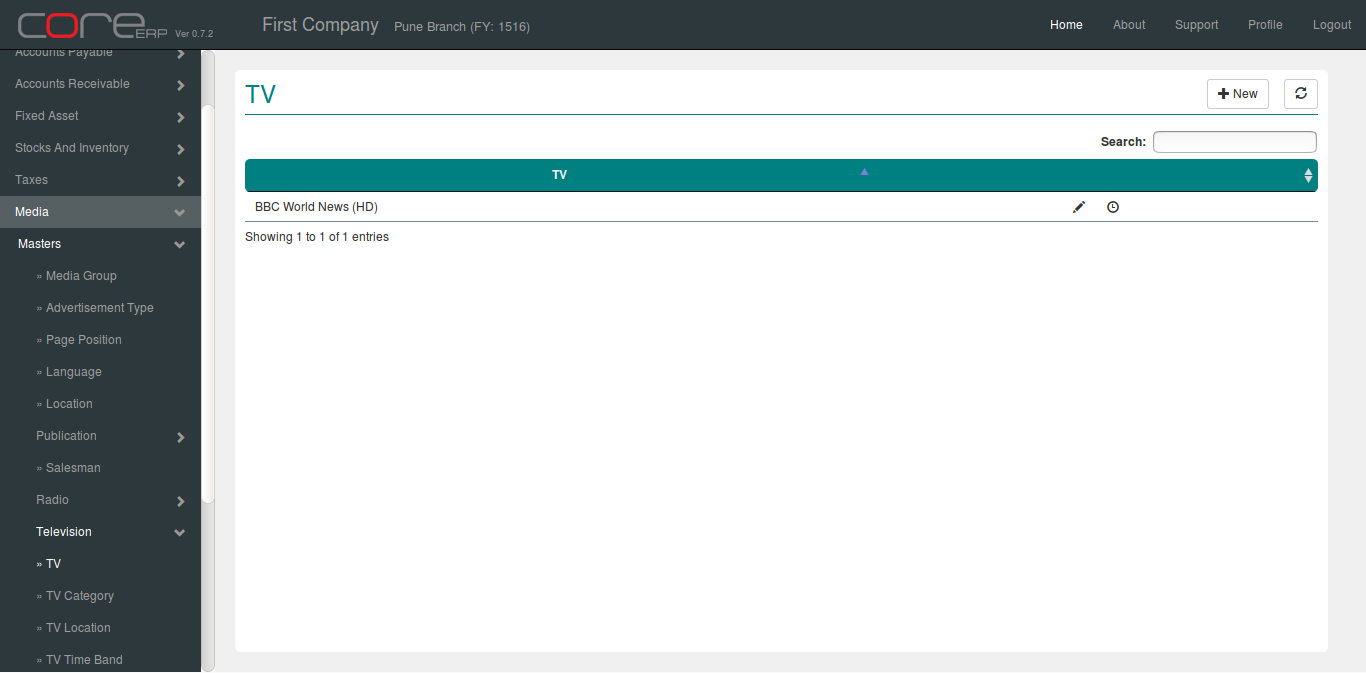 core ERP Ver 0.7.2
First Company Pune Branch (FY: 1516)
Home About Support Profile Logout
Accounts Payable
Accounts Receivable
Fixed Asset
Stocks And Inventory
Taxes
Media
Masters
» Media Group
» Advertisement Type
» Page Position
» Language
» Location
Publication
» Salesman
Radio
Television
» TV
» TV Category
» TV Location
» TV Time Band
TV
New
Search:
TV
BBC World News (HD)
Showing 1 to 1 of 1 entries